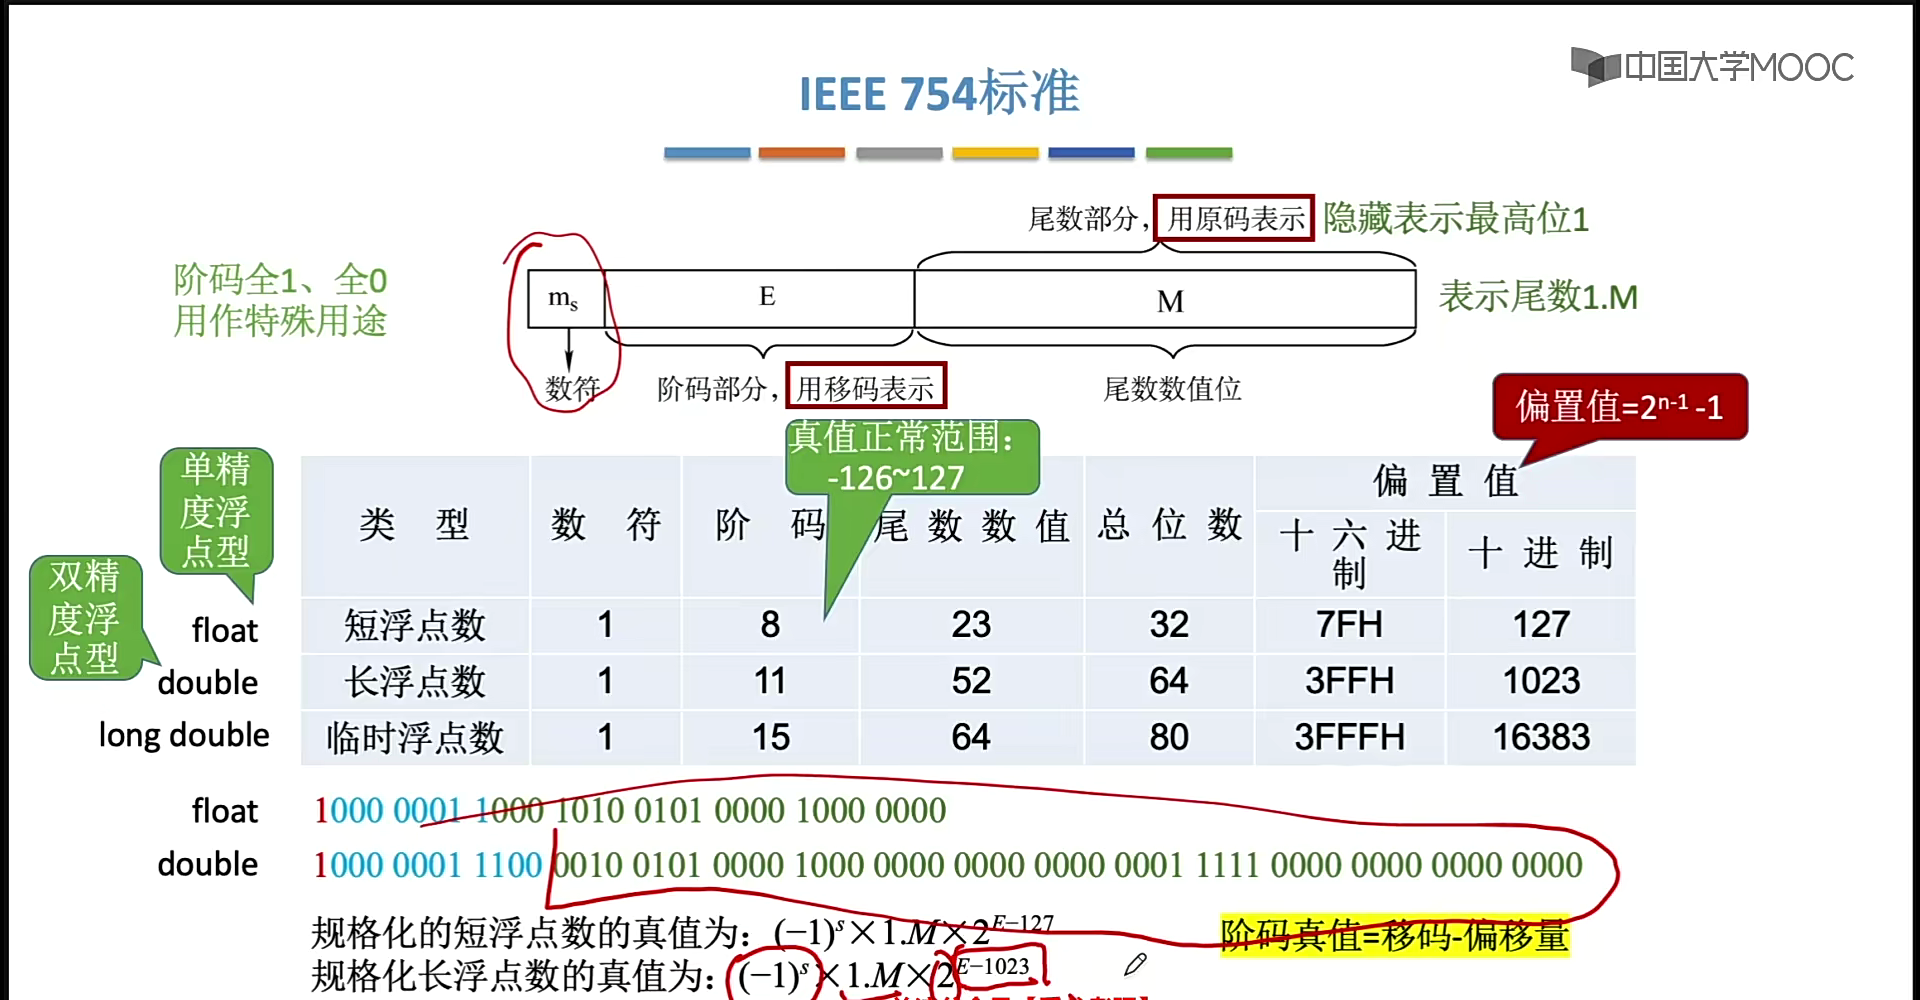 中国大学MOOC
IEEE 754标准
尾数部分，用原码表示 隐藏表示最高位1
阶码全1、全0
用作特殊用途
ms E M 表示尾数1.M
数符 阶码部分，用移码表示 尾数数值位
偏置值=2n-1 -1
真值正常范围：
-126~127
单精
度浮
点型
双精
度浮
点型
类 型 数 符 阶 码 尾数数值 总位数 偏置值
十六进制 十进制
float 短浮点数 1 8 23 32 7FH 127
double 长浮点数 1 11 52 64 3FFH 1023
long double 临时浮点数 1 15 64 80 3FFFH 16383
float 1000 0001 1000 1010 0101 0000 1000 0000
double 1000 0001 1100 0010 0101 0000 1000 0000 0000 0000 0001 1111 0000 0000 0000 0000
规格化的短浮点数的真值为：(−1)s×1.M×2E−127
阶码真值=移码-偏移量
规格化长浮点数的真值为：(−1)s×1.M×2E−1023